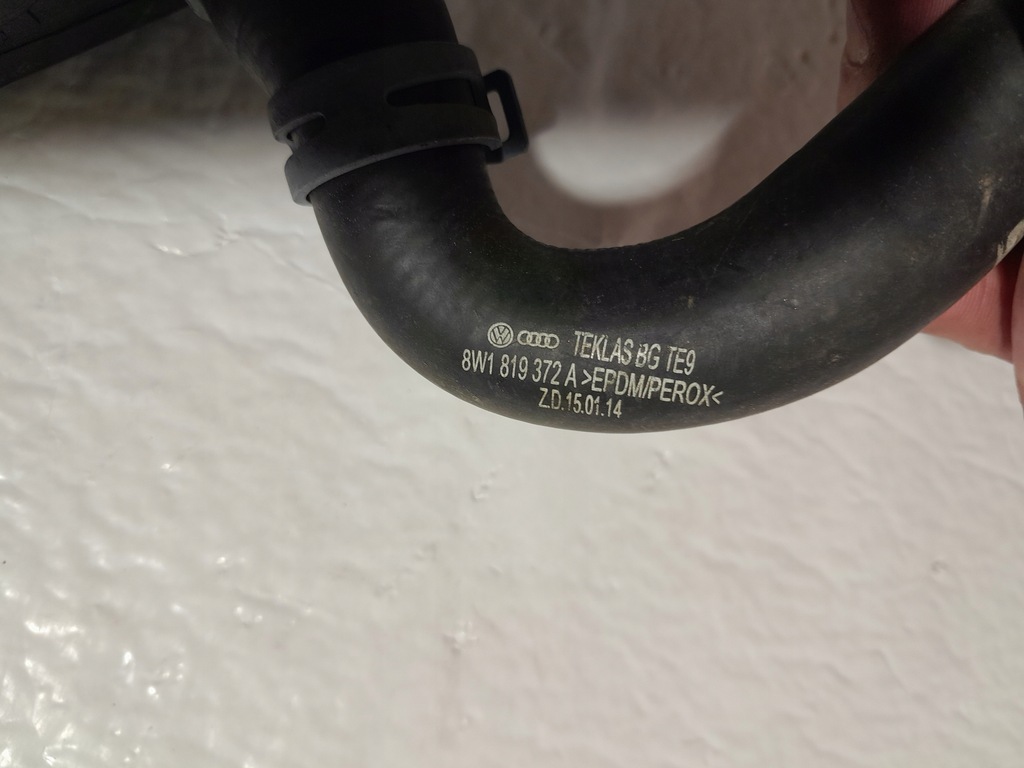 TEKLAS BG TE9
8W1 819 372 A >EPDM/PEROX<
Z.D.15.01.14